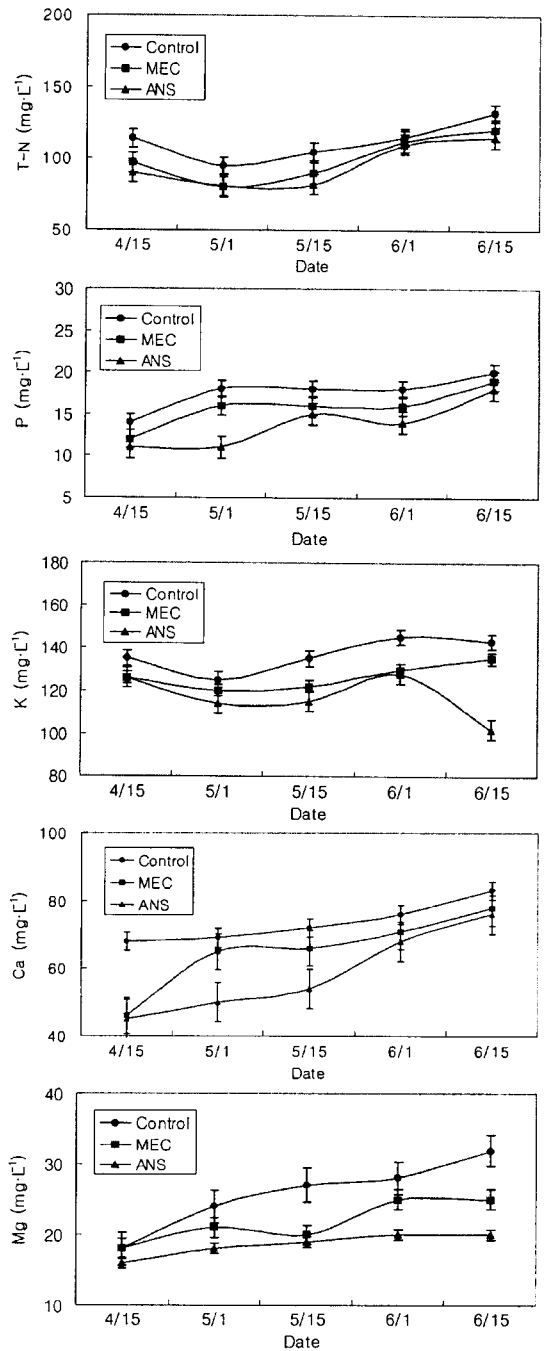 200
150
100
50
T-N (mg·L⁻¹)
Control
MEC
ANS
4/15 5/1 5/15 6/1 6/15
Date
30
25
20
15
10
5
P (mg·L⁻¹)
Control
MEC
ANS
4/15 5/1 5/15 6/1 6/15
Date
180
160
140
120
100
80
K (mg·L⁻¹)
Control
MEC
ANS
4/15 5/1 5/15 6/1 6/15
Date
100
80
60
40
Ca (mg·L⁻¹)
Control
MEC
ANS
4/15 5/1 5/15 6/1 6/15
Date
40
30
20
10
Mg (mg·L⁻¹)
Control
MEC
ANS
4/15 5/1 5/15 6/1 6/15
Date